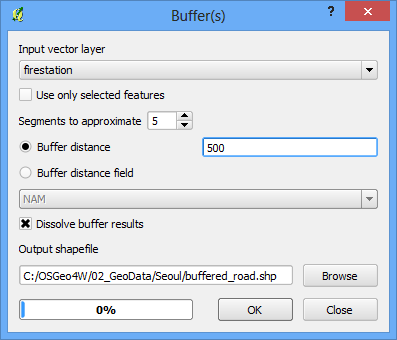 Buffer(s)
?
Input vector layer
firestation
Use only selected features
Segments to approximate 5
Buffer distance 500
Buffer distance field
NAM
Dissolve buffer results
Output shapefile
C:/OSGeo4W/02_GeoData/Seoul/buffered_road.shp Browse
0% OK Close